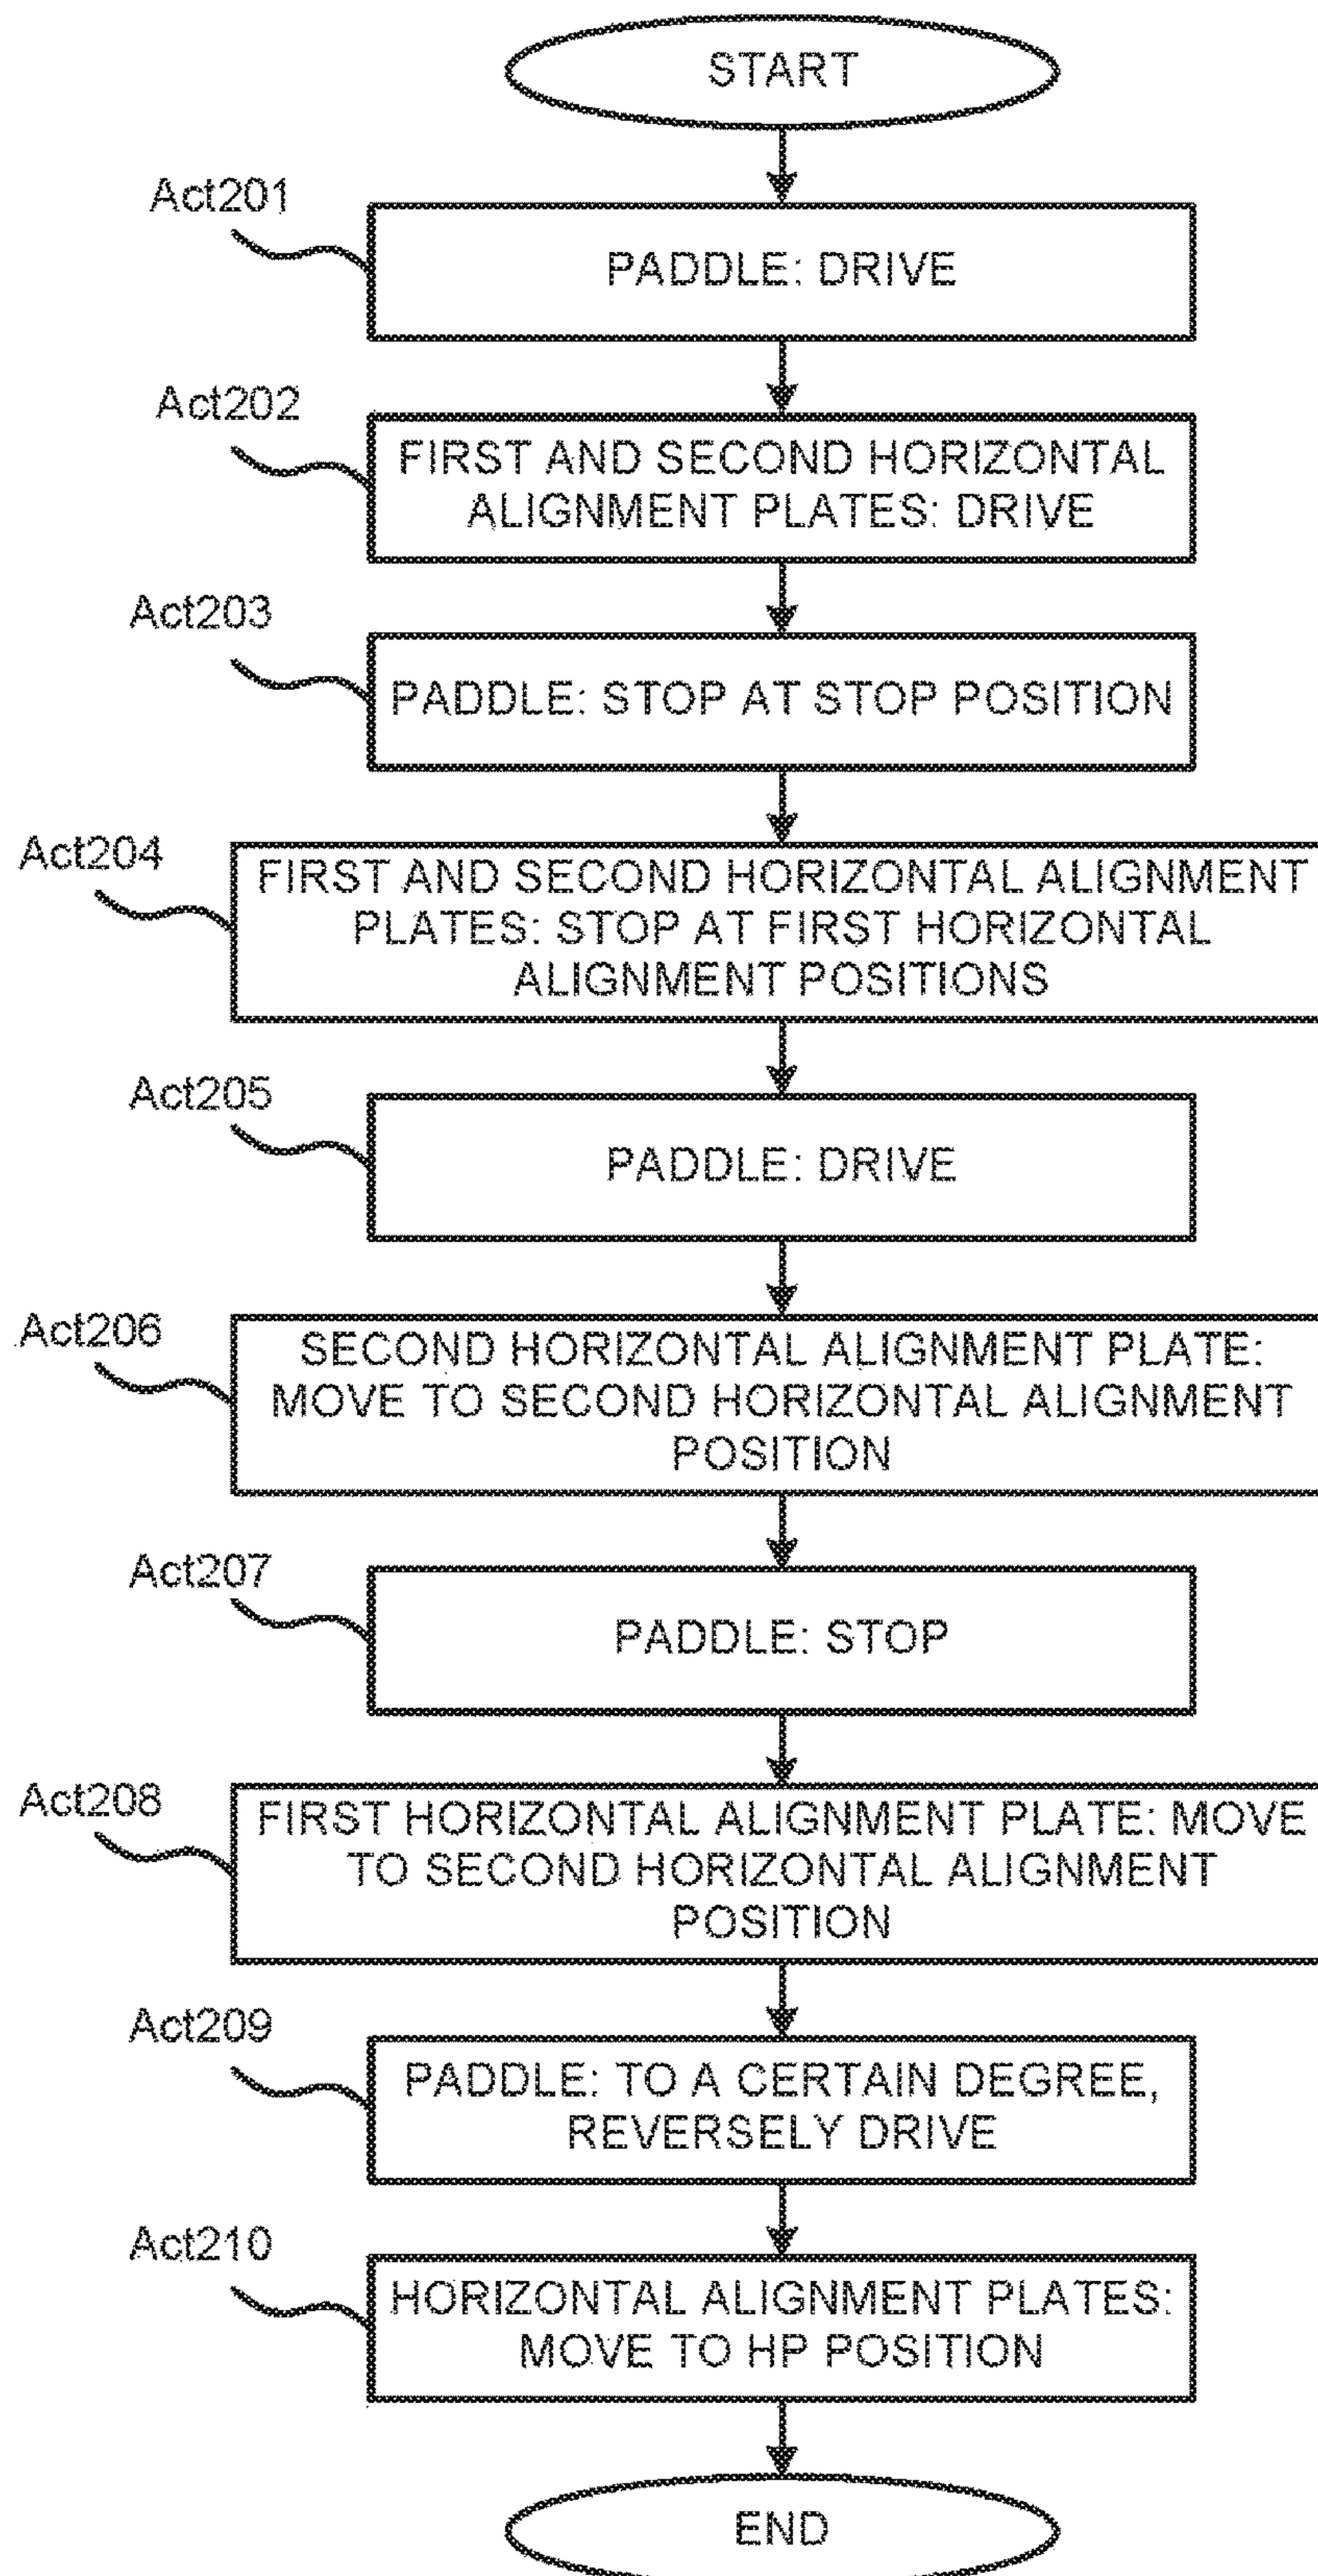 START
Act201
PADDLE: DRIVE
Act202
FIRST AND SECOND HORIZONTAL
ALIGNMENT PLATES: DRIVE
Act203
PADDLE: STOP AT STOP POSITION
Act204
FIRST AND SECOND HORIZONTAL ALIGNMENT
PLATES: STOP AT FIRST HORIZONTAL
ALIGNMENT POSITIONS
Act205
PADDLE: DRIVE
Act206
SECOND HORIZONTAL ALIGNMENT PLATE:
MOVE TO SECOND HORIZONTAL ALIGNMENT
POSITION
Act207
PADDLE: STOP
Act208
FIRST HORIZONTAL ALIGNMENT PLATE: MOVE
TO SECOND HORIZONTAL ALIGNMENT
POSITION
Act209
PADDLE: TO A CERTAIN DEGREE,
REVERSELY DRIVE
Act210
HORIZONTAL ALIGNMENT PLATES:
MOVE TO HP POSITION
END